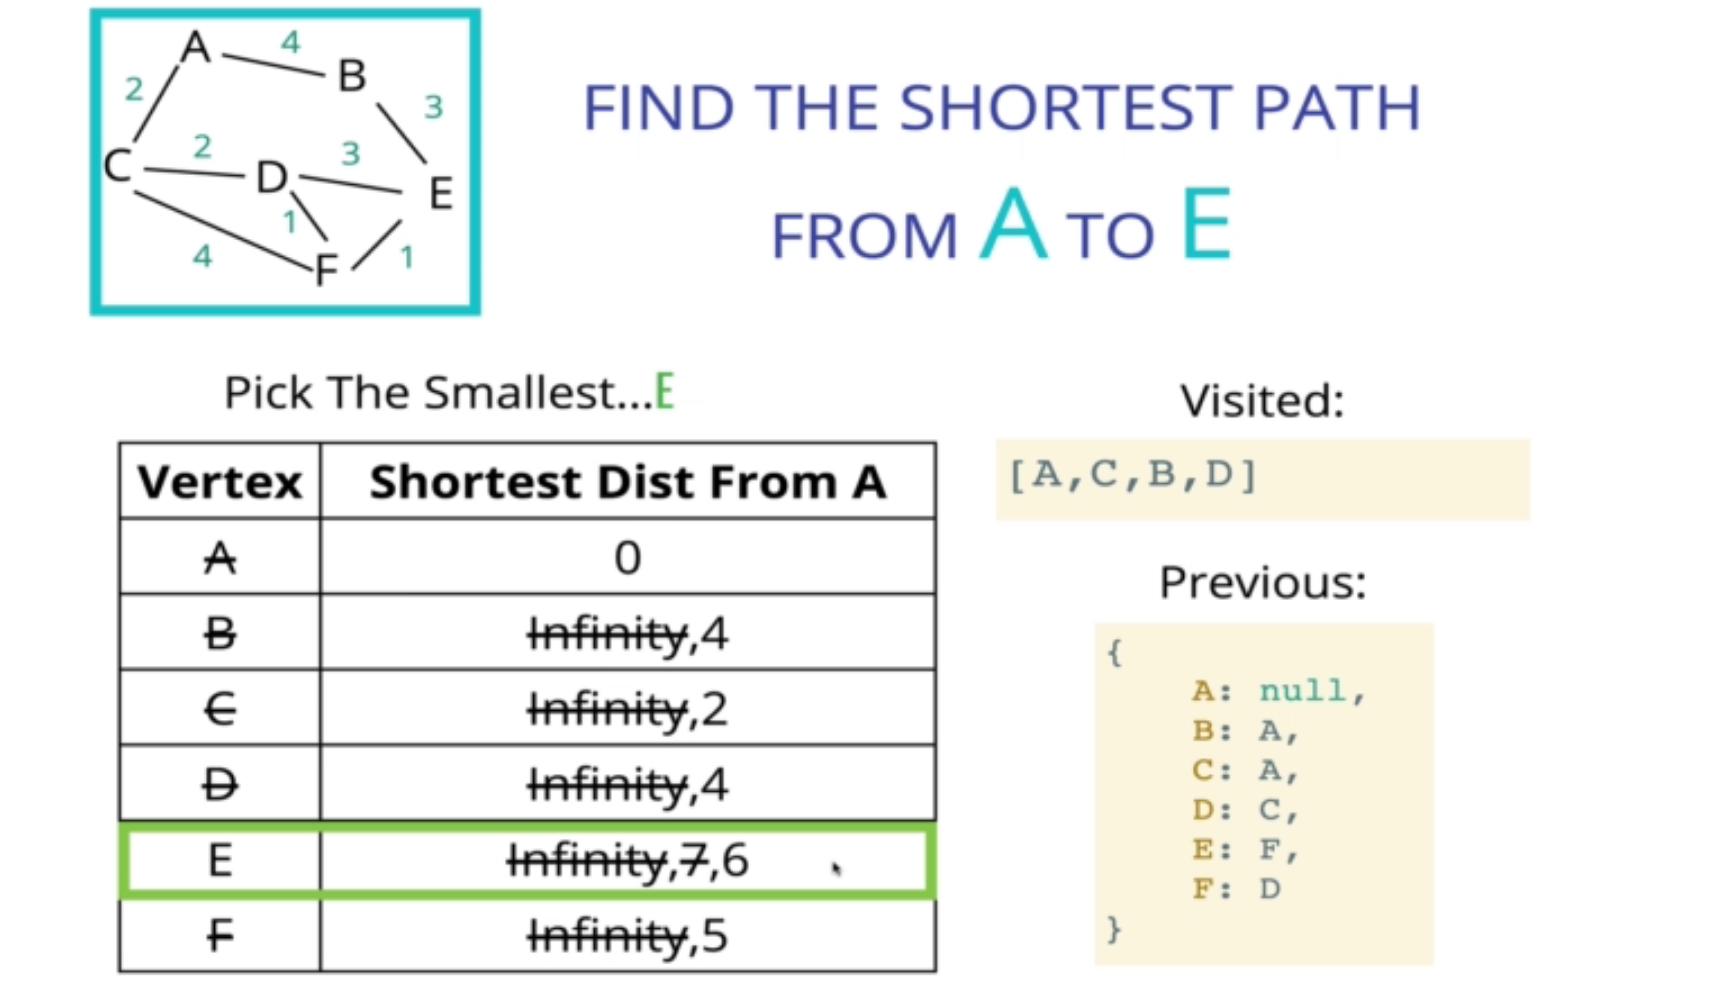 A 4 B
2 3
C 2 D 3 E
1
4 F 1
FIND THE SHORTEST PATH
FROM A TO E
Pick The Smallest...E
Vertex Shortest Dist From A
A 0
B Infinity,4
C Infinity,2
D Infinity,4
E Infinity,7,6
F Infinity,5
Visited:
[A,C,B,D]
Previous:
{
A: null,
B: A,
C: A,
D: C,
E: F,
F: D
}